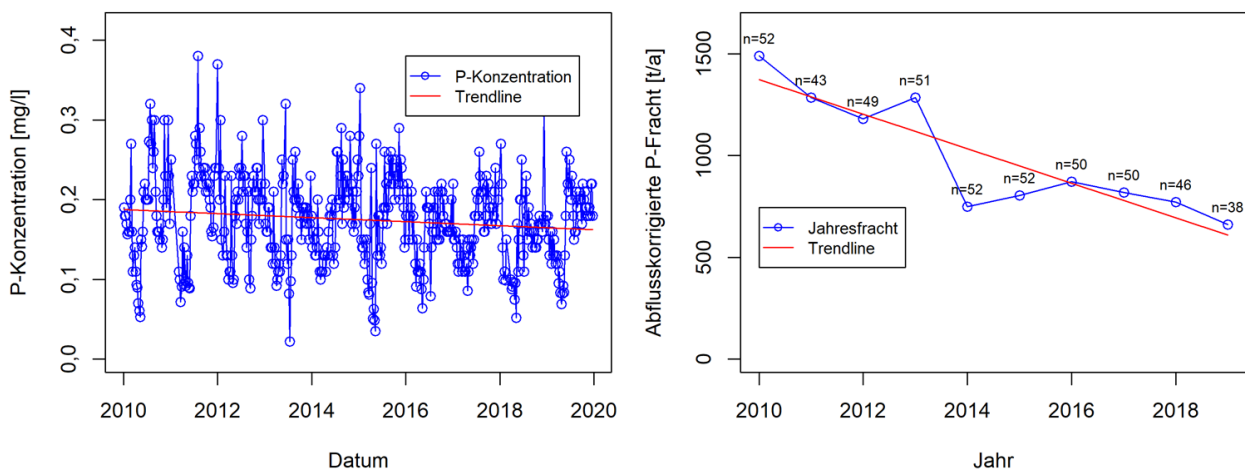 P-Konzentration [mg/l]
0,4
0,3
0,2
0,1
0,0
P-Konzentration
Trendline
2010 2012 2014 2016 2018 2020
Datum
Abflusskorrigierte P-Fracht [t/a]
1500
1000
500
0
n=52
n=43
n=49
n=51
n=52
n=52
n=50
n=50
n=46
n=38
Jahresfracht
Trendline
2010 2012 2014 2016 2018
Jahr